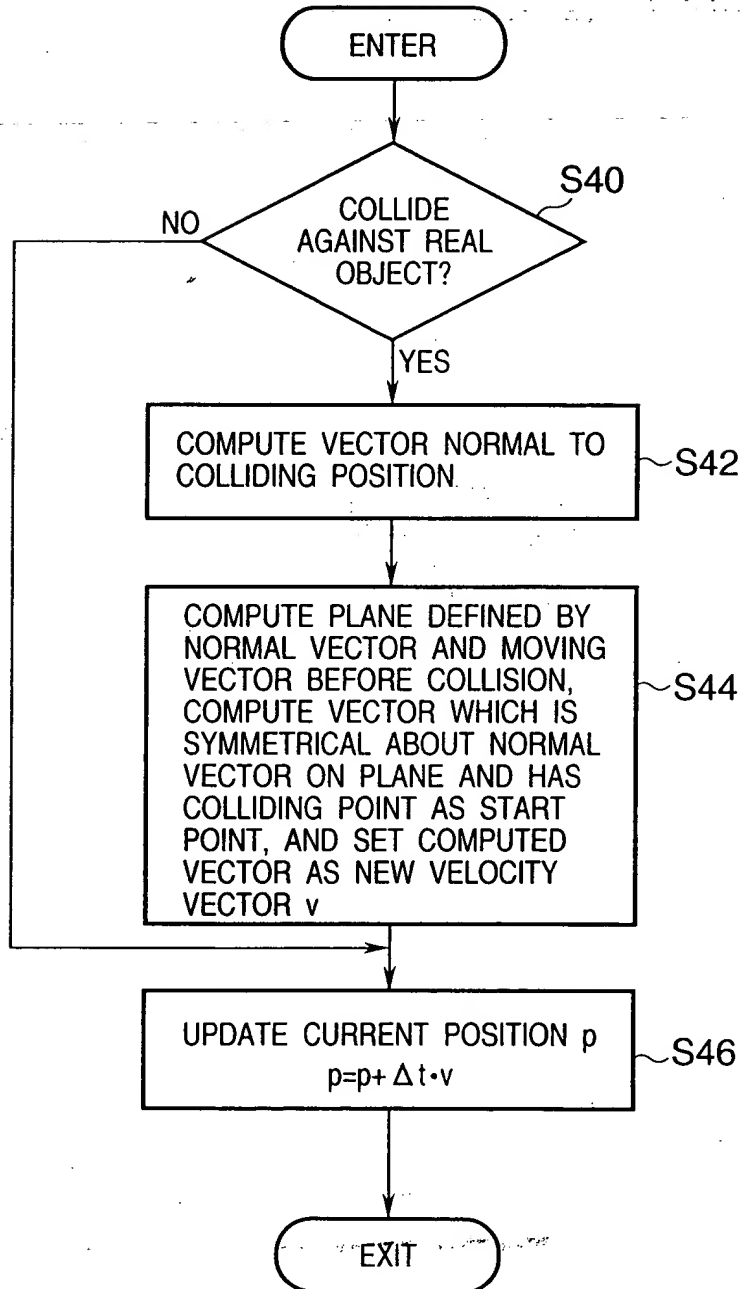 ENTER
S40
COLLIDE
AGAINST REAL
OBJECT?
NO
YES
COMPUTE VECTOR NORMAL TO
COLLIDING POSITION
S42
COMPUTE PLANE DEFINED BY
NORMAL VECTOR AND MOVING
VECTOR BEFORE COLLISION,
COMPUTE VECTOR WHICH IS
SYMMETRICAL ABOUT NORMAL
VECTOR ON PLANE AND HAS
COLLIDING POINT AS START
POINT, AND SET COMPUTED
VECTOR AS NEW VELOCITY
VECTOR v
S44
UPDATE CURRENT POSITION p
p=p+Δt·v
S46
EXIT